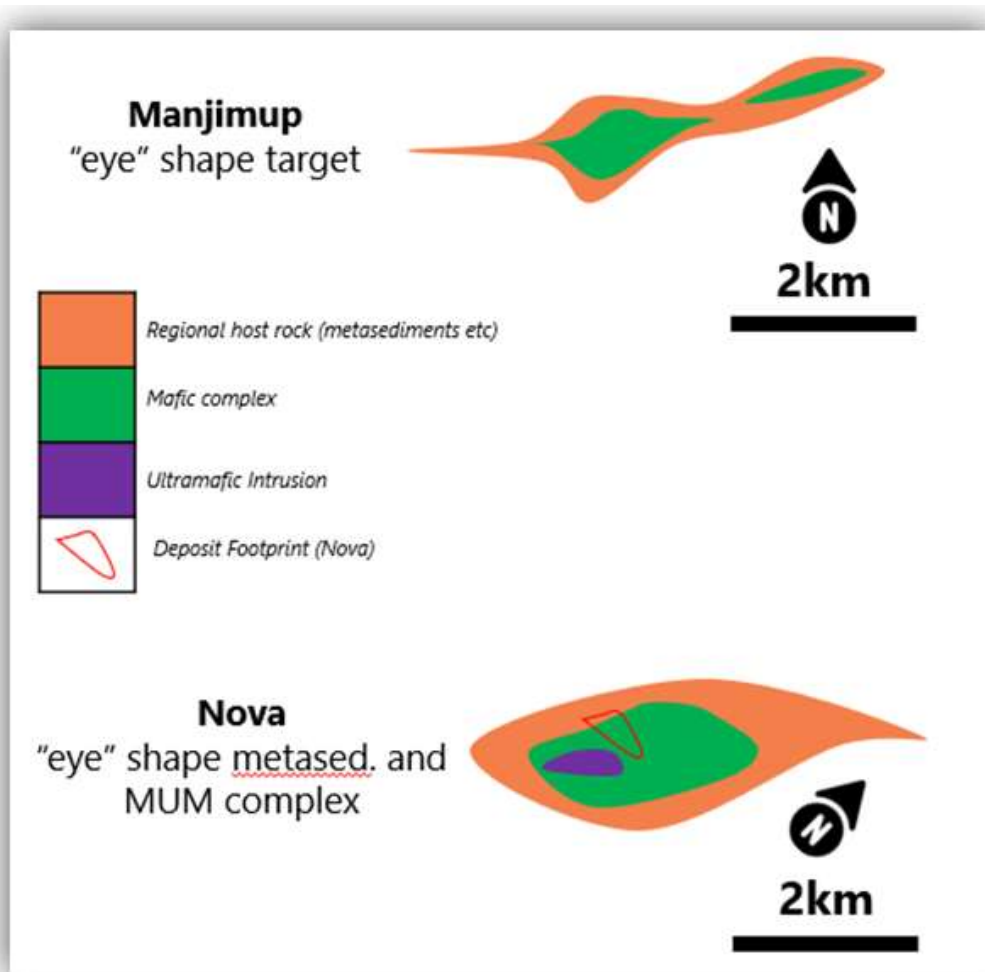 Manjimup
“eye” shape target
N
2km
Regional host rock (metasediments etc)
Mafic complex
Ultramafic Intrusion
Deposit Footprint (Nova)
Nova
“eye” shape metased. and
MUM complex
N
2km